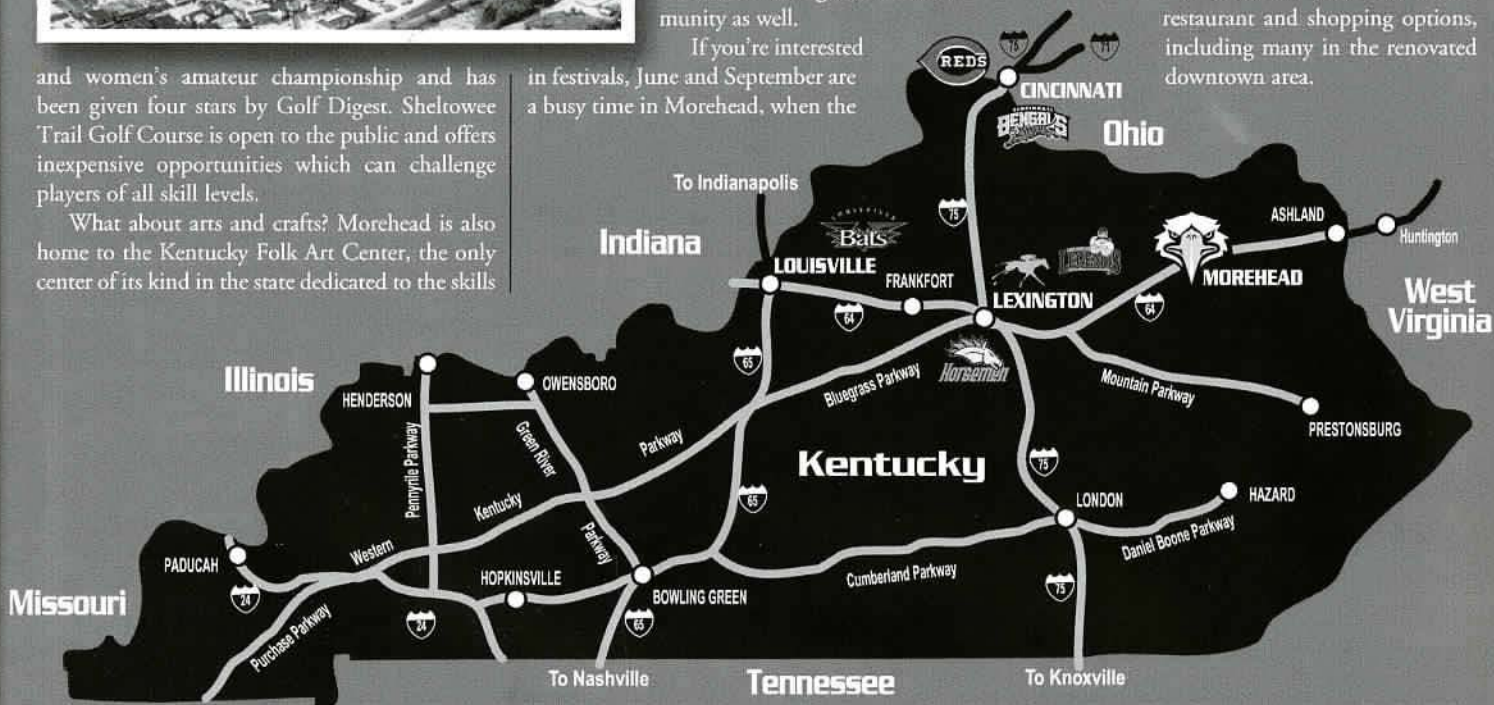 and women's amateur championship and has
been given four stars by Golf Digest. Sheltowee
Trail Golf Course is open to the public and offers
inexpensive opportunities which can challenge
players of all skill levels.
What about arts and crafts? Morehead is also
home to the Kentucky Folk Art Center, the only
center of its kind in the state dedicated to the skills
munity as well.
If you're interested
in festivals, June and September are
a busy time in Morehead, when the
restaurant and shopping options,
including many in the renovated
downtown area.
REDS
75
71
CINCINNATI
CINCINNATI
BENGALS
Ohio
To Indianapolis
75
Indiana
LOUISVILLE
Bats
LOUISVILLE
FRANKFORT
64
LEGENDS
LEXINGTON
Horsemen
MOREHEAD
64
ASHLAND
Huntington
West
Virginia
Illinois
HENDERSON
OWENSBORO
65
Bluegrass Parkway
Mountain Parkway
PRESTONSBURG
Pennyrile Parkway
Green River
Parkway
Parkway
Kentucky
Western
Kentucky
65
75
LONDON
HAZARD
Daniel Boone Parkway
PADUCAH
24
Missouri
Purchase Parkway
24
HOPKINSVILLE
BOWLING GREEN
65
Cumberland Parkway
75
To Nashville
Tennessee
To Knoxville